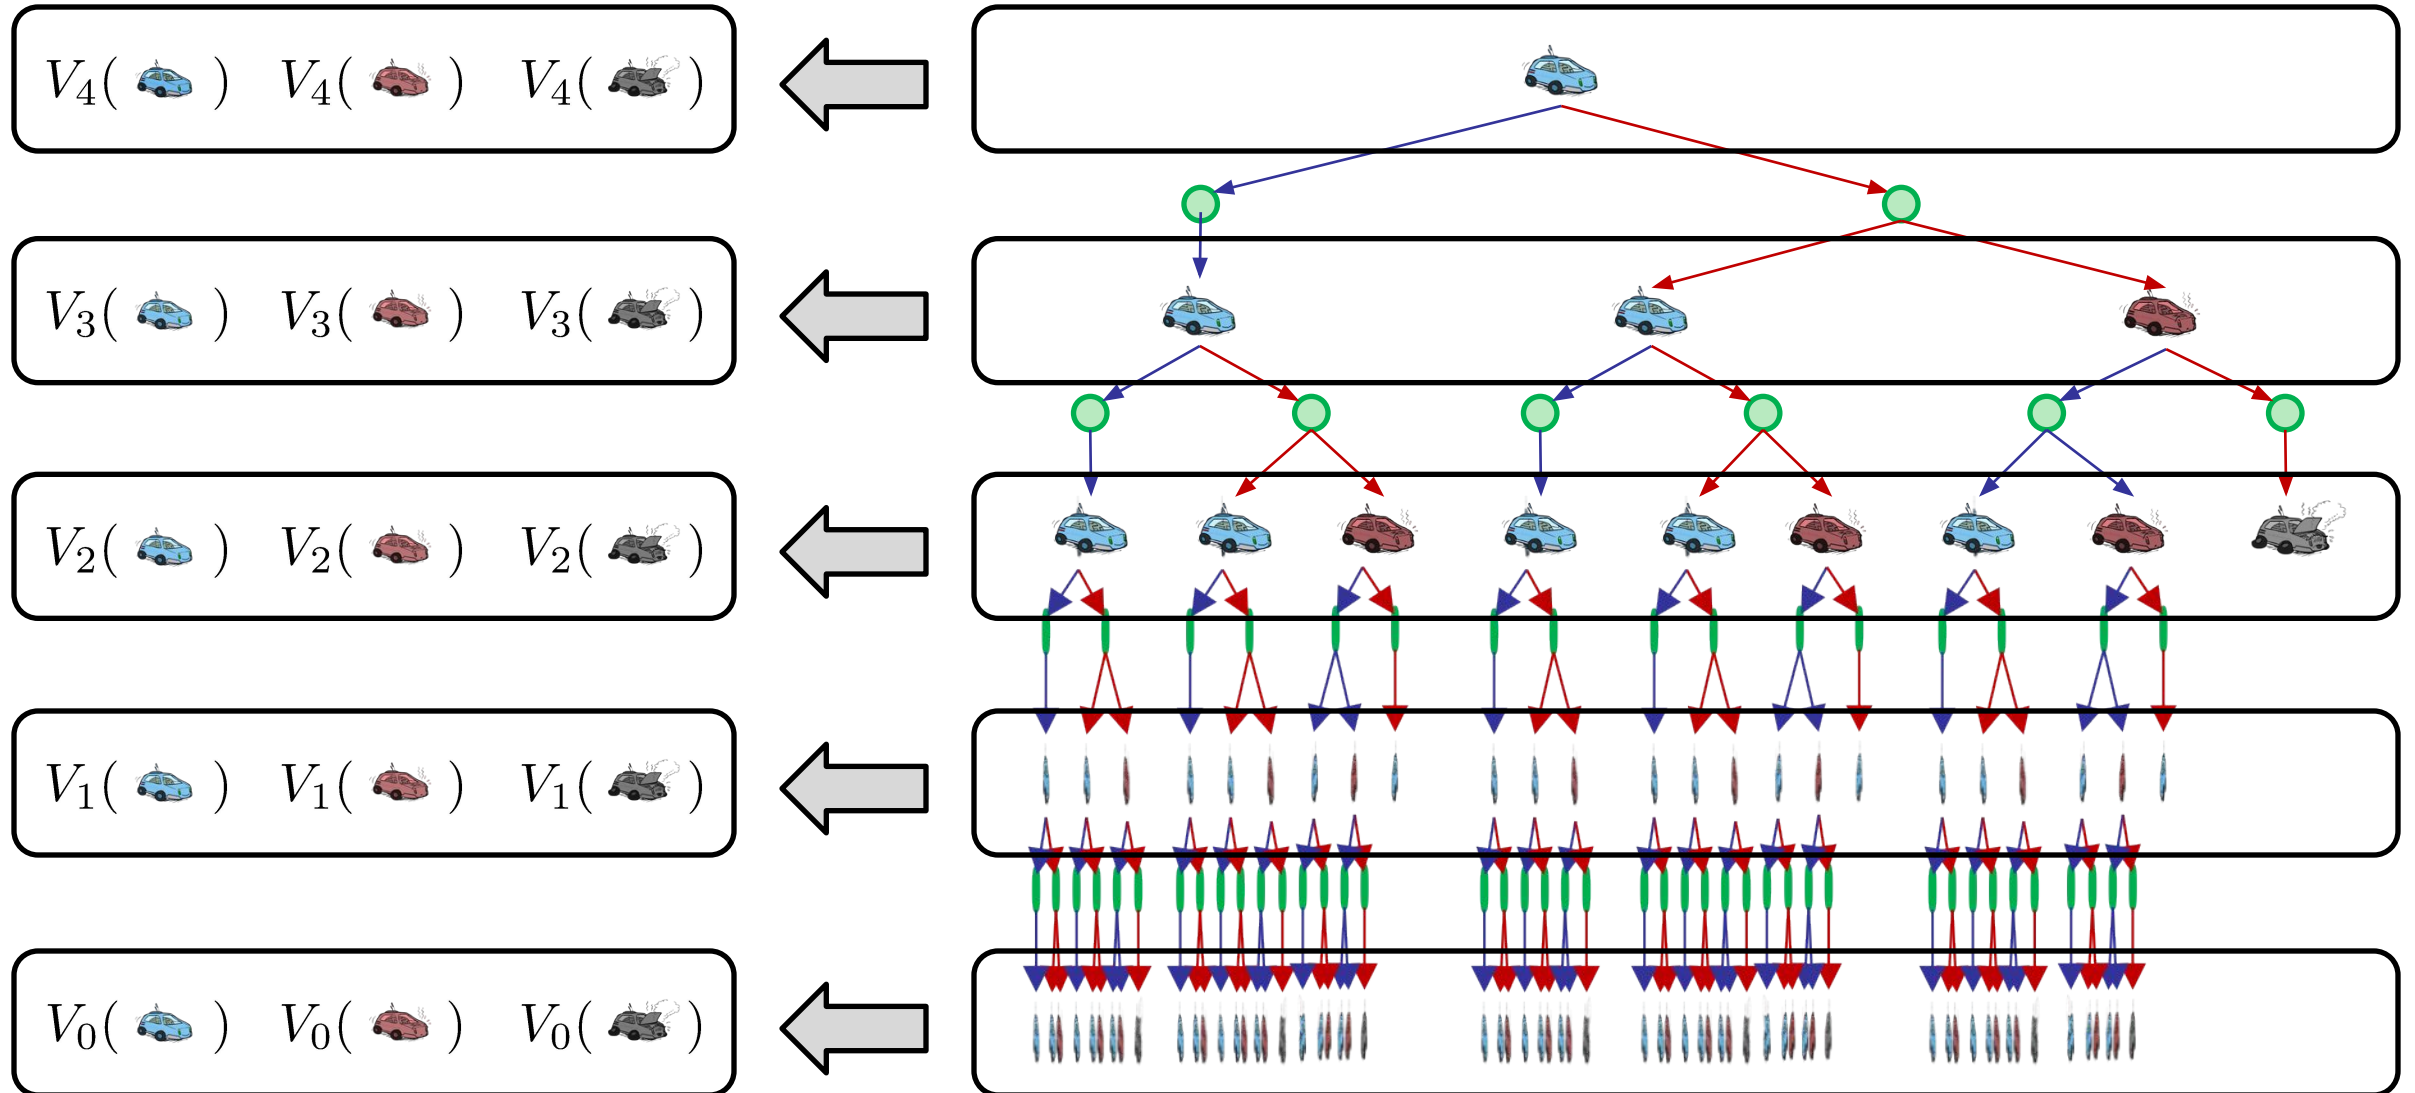 V₄( ) V₄( ) V₄( )
V₃( ) V₃( ) V₃( )
V₂( ) V₂( ) V₂( )
V₁( ) V₁( ) V₁( )
V₀( ) V₀( ) V₀( )